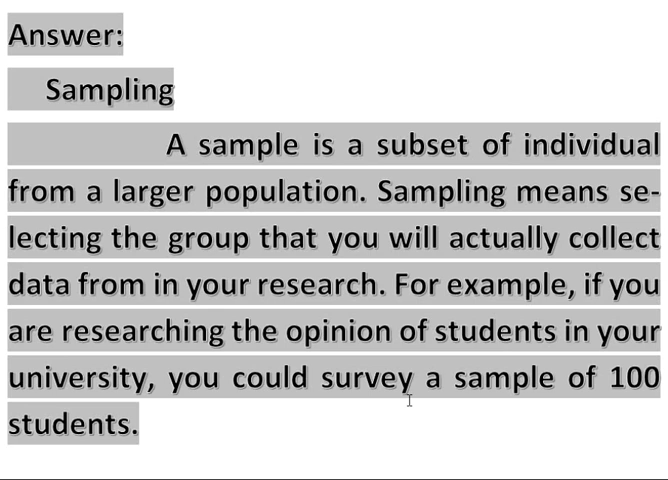 Answer:
Sampling
A sample is a subset of individual
from a larger population. Sampling means se-
lecting the group that you will actually collect
data from in your research. For example, if you
are researching the opinion of students in your
university, you could survey a sample of 100
students.